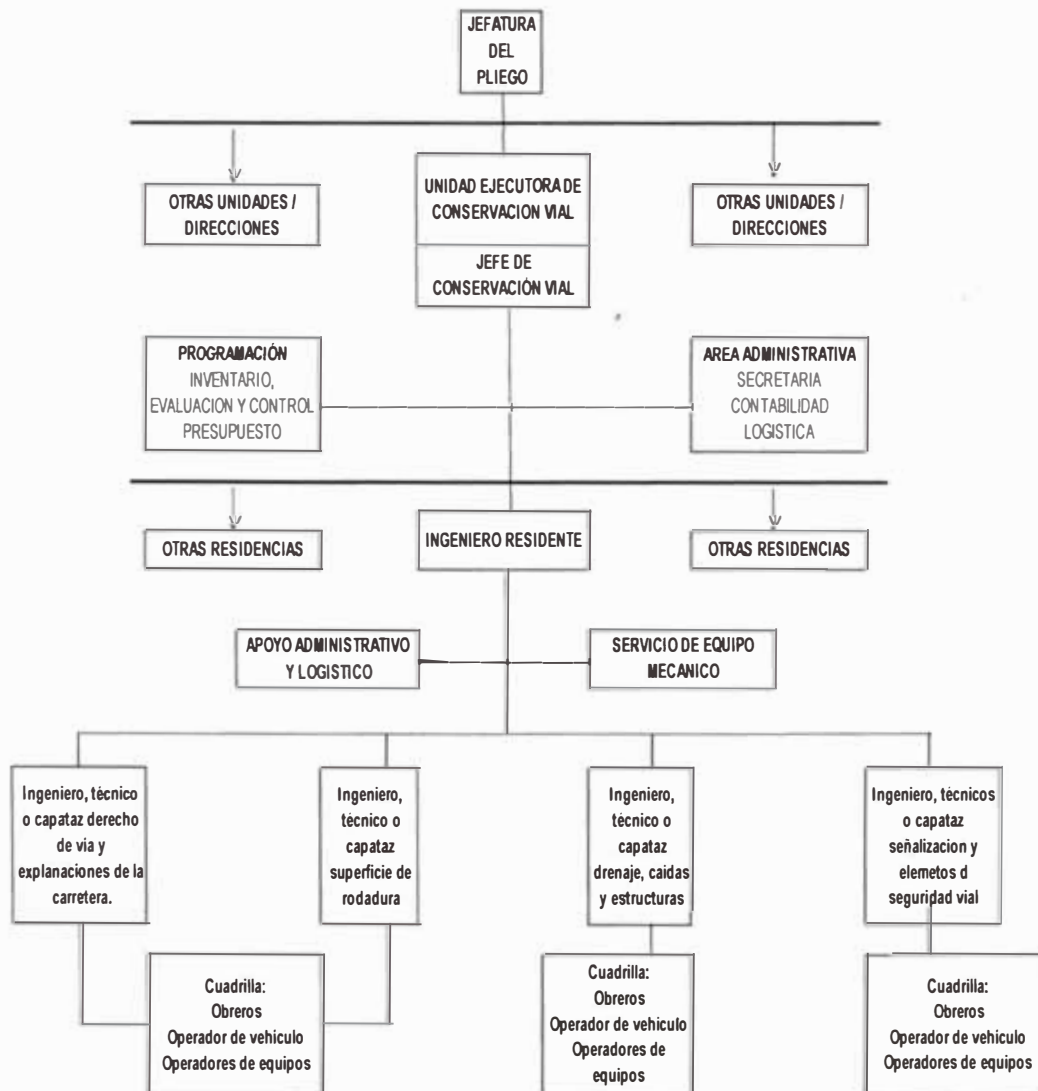 JEFATURA
DEL
PLIEGO
OTRAS UNIDADES /
DIRECCIONES
UNIDAD EJECUTORA DE
CONSERVACION VIAL
JEFE DE
CONSERVACIÓN VIAL
OTRAS UNIDADES /
DIRECCIONES
PROGRAMACIÓN
INVENTARIO,
EVALUACION Y CONTROL
PRESUPUESTO
AREA ADMINISTRATIVA
SECRETARIA
CONTABILIDAD
LOGISTICA
OTRAS RESIDENCIAS
INGENIERO RESIDENTE
OTRAS RESIDENCIAS
APOYO ADMINISTRATIVO
Y LOGISTICO
SERVICIO DE EQUIPO
MECANICO
Ingeniero, técnico
o capataz derecho
de via y
explanaciones de la
carretera.
Ingeniero,
técnico o
capataz
superficie de
rodadura
Ingeniero,
técnico o
capataz
drenaje, caidas
y estructuras
Ingeniero, técnicos
o capataz
señalizacion y
elemetos d
seguridad vial
Cuadrilla:
Obreros
Operador de vehiculo
Operadores de equipos
Cuadrilla:
Obreros
Operador de vehiculo
Operadores de
equipos
Cuadrilla:
Obreros
Operador de vehiculo
Operadores de equipos